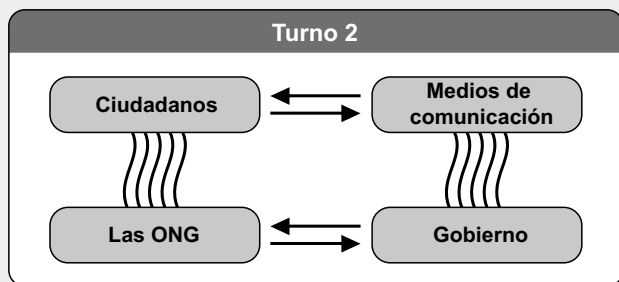 Turno 2
Ciudadanos
Medios de
comunicación
Las ONG
Gobierno